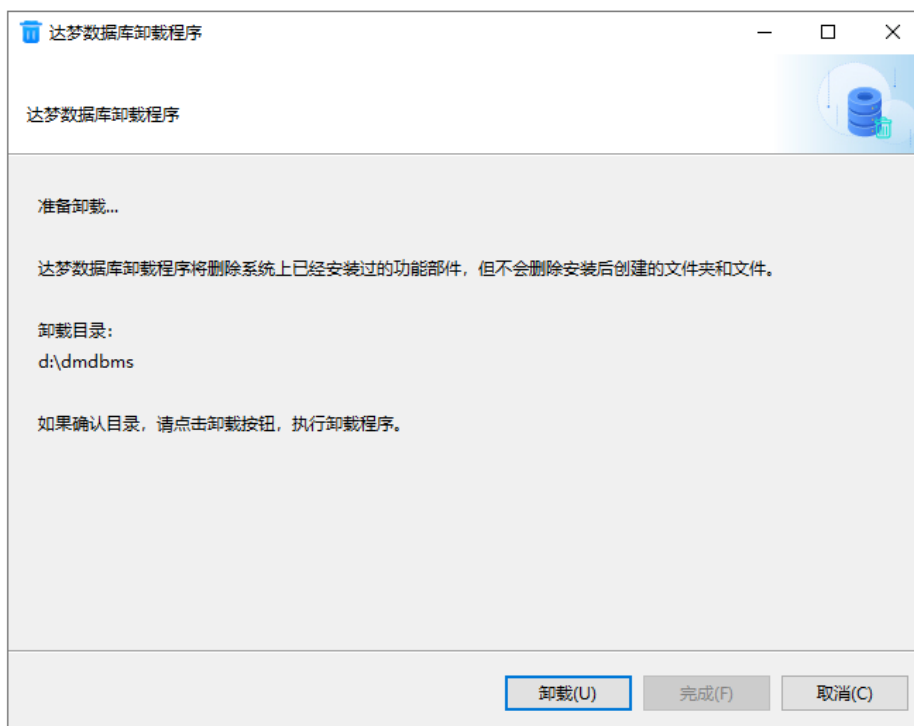 达梦数据库卸载程序
达梦数据库卸载程序
准备卸载...
达梦数据库卸载程序将删除系统上已经安装过的功能部件，但不会删除安装后创建的文件夹和文件。
卸载目录：
d:\dmdbms
如果确认目录，请点击卸载按钮，执行卸载程序。
卸载(U)
完成(F)
取消(C)